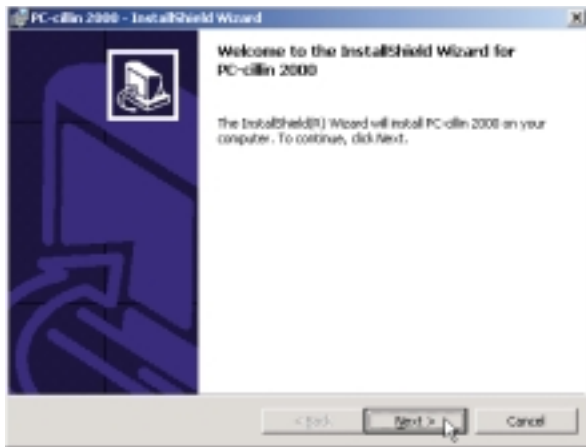 PC-cillin 2000 - InstallShield Wizard
Welcome to the InstallShield Wizard for
PC-cillin 2000
The InstallShield(R) Wizard will install PC-cillin 2000 on your
computer. To continue, click Next.
< Back
Next >
Cancel